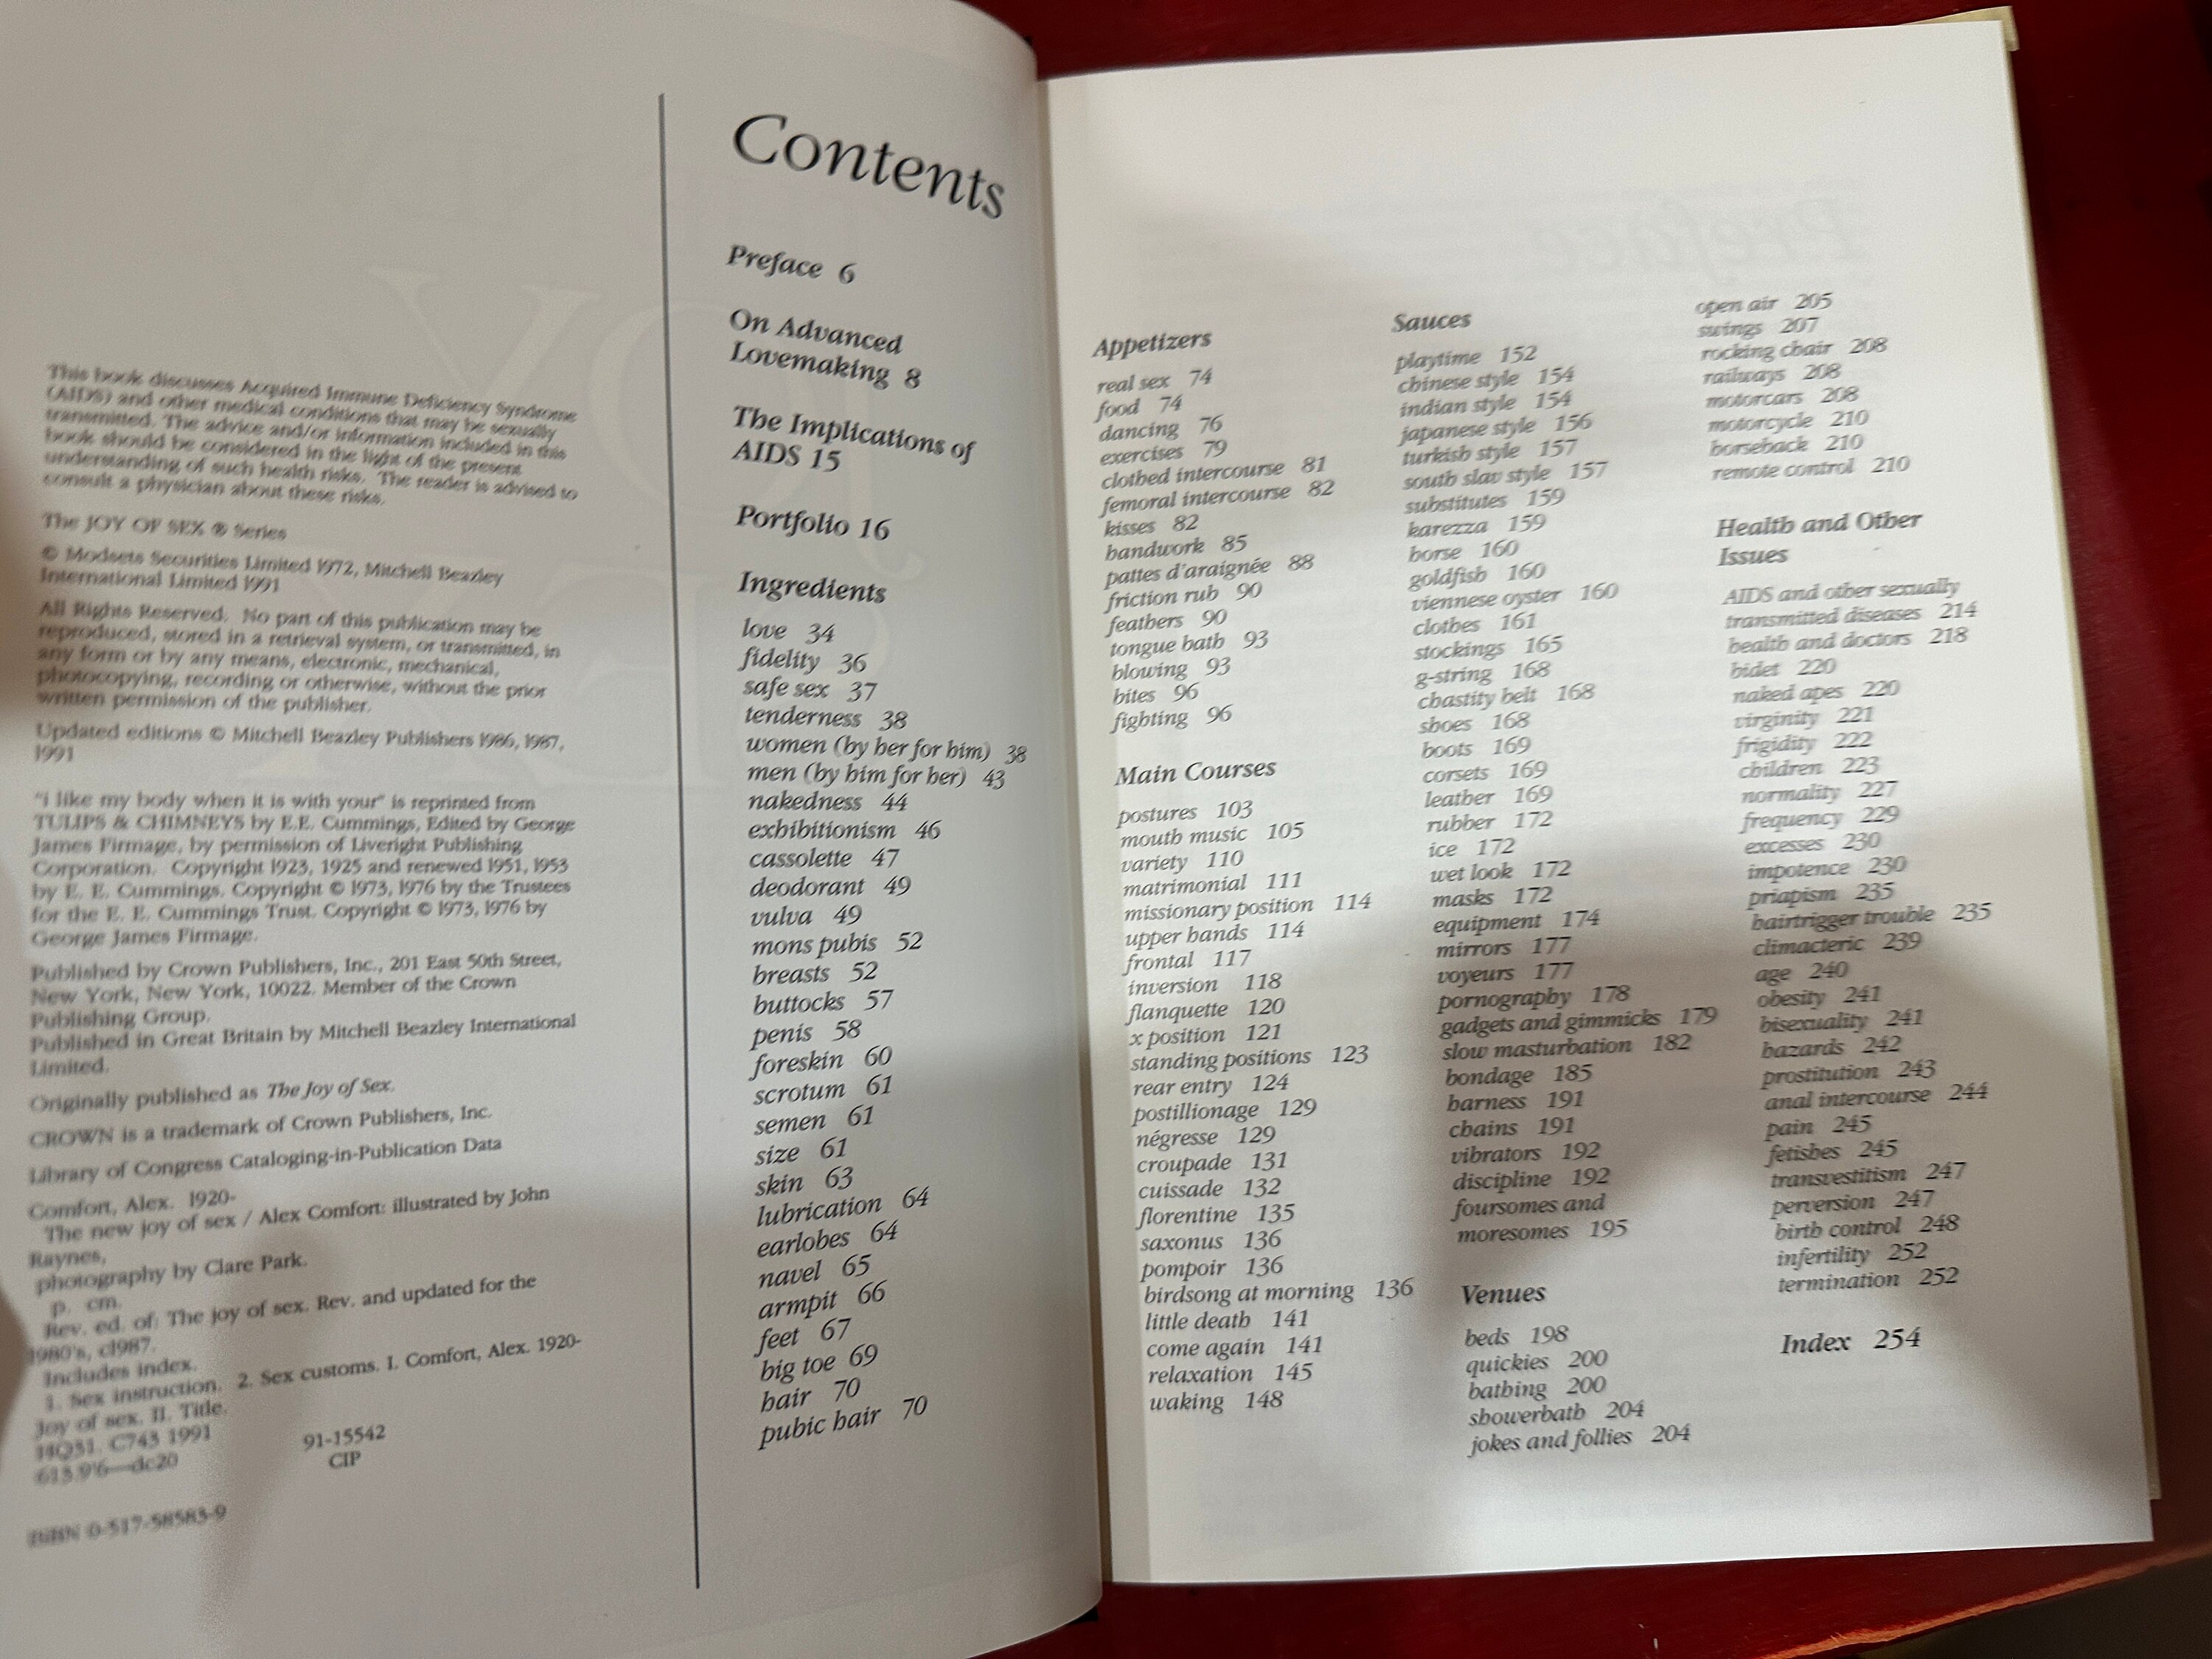 This book discusses Acquired Immune Deficiency Syndrome
(AIDS) and other medical conditions that may be sexually
transmitted. The advice and/or information included in this
book should be considered in the light of the present
understanding of such health risks. The reader is advised to
consult a physician about these risks.
The JOY OF SEX ® Series
© Modsets Securities Limited 1972, Mitchell Beazley
International Limited 1991
All Rights Reserved. No part of this publication may be
reproduced, stored in a retrieval system, or transmitted, in
any form or by any means, electronic, mechanical,
photocopying, recording or otherwise, without the prior
written permission of the publisher.
Updated editions © Mitchell Beazley Publishers 1986, 1987,
1991
"i like my body when it is with your" is reprinted from
TULIPS & CHIMNEYS by E.E. Cummings, Edited by George
James Firmage, by permission of Liveright Publishing
Corporation. Copyright 1923, 1925 and renewed 1951, 1953
by E. E. Cummings. Copyright © 1973, 1976 by the Trustees
for the E. E. Cummings Trust. Copyright © 1973, 1976 by
George James Firmage.
Published by Crown Publishers, Inc., 201 East 50th Street,
New York, New York, 10022. Member of the Crown
Publishing Group.
Published in Great Britain by Mitchell Beazley International
Limited.
Originally published as The Joy of Sex.
CROWN is a trademark of Crown Publishers, Inc.
Library of Congress Cataloging-in-Publication Data
Comfort, Alex. 1920-
The new joy of sex / Alex Comfort: illustrated by John
Raynes,
photography by Clare Park.
p. cm.
Rev. ed. of: The joy of sex. Rev. and updated for the
1980's, c1987.
Includes index.
1. Sex instruction. 2. Sex customs. I. Comfort, Alex. 1920-
Joy of sex. II. Title.
HQ31. C743 1991
613.9'6—dc20
91-15542
CIP
ISBN 0-517-58583-9
Contents
Preface 6
On Advanced
Lovemaking 8
The Implications of
AIDS 15
Portfolio 16
Ingredients
love 34
fidelity 36
safe sex 37
tenderness 38
women (by her for him) 38
men (by him for her) 43
nakedness 44
exhibitionism 46
cassolette 47
deodorant 49
vulva 49
mons pubis 52
breasts 52
buttocks 57
penis 58
foreskin 60
scrotum 61
semen 61
size 61
skin 63
lubrication 64
earlobes 64
navel 65
armpit 66
feet 67
big toe 69
hair 70
pubic hair 70
Appetizers
real sex 74
food 74
dancing 76
exercises 79
clothed intercourse 81
femoral intercourse 82
kisses 82
handwork 85
pattes d'araignée 88
friction rub 90
feathers 90
tongue bath 93
blowing 93
bites 96
fighting 96
Main Courses
postures 103
mouth music 105
variety 110
matrimonial 111
missionary position 114
upper hands 114
frontal 117
inversion 118
flanquette 120
x position 121
standing positions 123
rear entry 124
postillionage 129
négresse 129
croupade 131
cuissade 132
florentine 135
saxonus 136
pompoir 136
birdsong at morning 136
little death 141
come again 141
relaxation 145
waking 148
Sauces
playtime 152
chinese style 154
indian style 154
japanese style 156
turkish style 157
south slav style 157
substitutes 159
karezza 159
horse 160
goldfish 160
viennese oyster 160
clothes 161
stockings 165
g-string 168
chastity belt 168
shoes 168
boots 169
corsets 169
leather 169
rubber 172
ice 172
wet look 172
masks 172
equipment 174
mirrors 177
voyeurs 177
pornography 178
gadgets and gimmicks 179
slow masturbation 182
bondage 185
harness 191
chains 191
vibrators 192
discipline 192
foursomes and
moresomes 195
Venues
beds 198
quickies 200
bathing 200
showerbath 204
jokes and follies 204
open air 205
swings 207
rocking chair 208
railways 208
motorcars 208
motorcycle 210
horseback 210
remote control 210
Health and Other
Issues
AIDS and other sexually
transmitted diseases 214
health and doctors 218
bidet 220
naked apes 220
virginity 221
frigidity 222
children 223
normality 227
frequency 229
excesses 230
impotence 230
priapism 235
hairtrigger trouble 235
climacteric 239
age 240
obesity 241
bisexuality 241
hazards 242
prostitution 243
anal intercourse 244
pain 245
fetishes 245
transvestitism 247
perversion 247
birth control 248
infertility 252
termination 252
Index 254